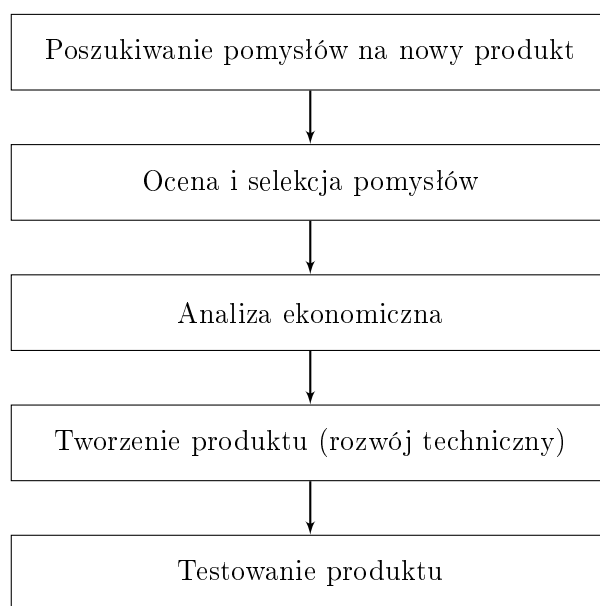 Poszukiwanie pomysłów na nowy produkt
Ocena i selekcja pomysłów
Analiza ekonomiczna
Tworzenie produktu (rozwój techniczny)
Testowanie produktu